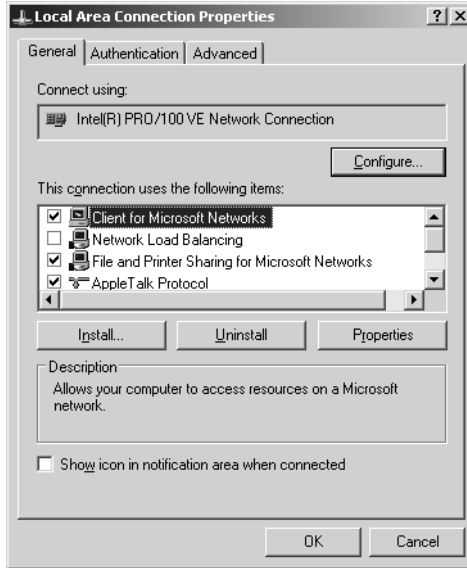 Local Area Connection Properties
General Authentication Advanced
Connect using:
Intel(R) PRO/100 VE Network Connection
Configure...
This connection uses the following items:
Client for Microsoft Networks
Network Load Balancing
File and Printer Sharing for Microsoft Networks
AppleTalk Protocol
Install... Uninstall Properties
Description
Allows your computer to access resources on a Microsoft
network.
Show icon in notification area when connected
OK Cancel